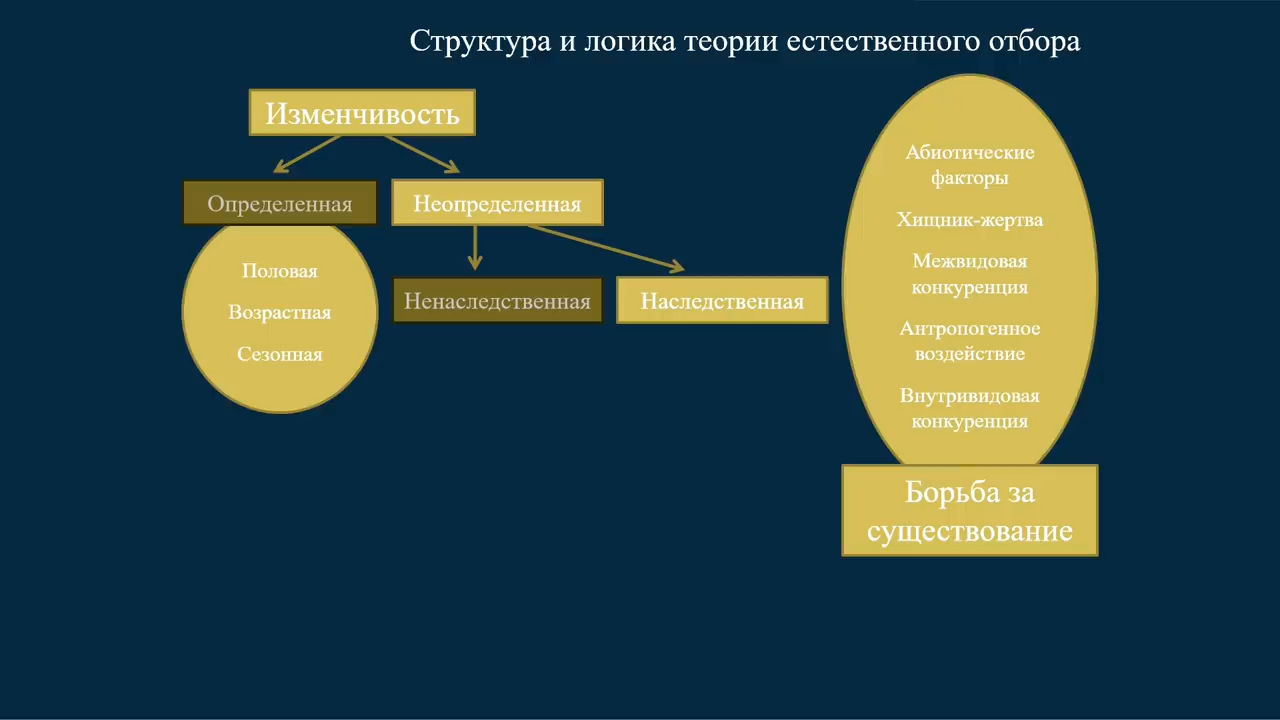 Структура и логика теории естественного отбора
Изменчивость
Определенная
Неопределенная
Половая
Возрастная
Сезонная
Ненаследственная
Наследственная
Абиотические
факторы
Хищник-жертва
Межвидовая
конкуренция
Антропогенное
воздействие
Внутривидовая
конкуренция
Борьба за
существование